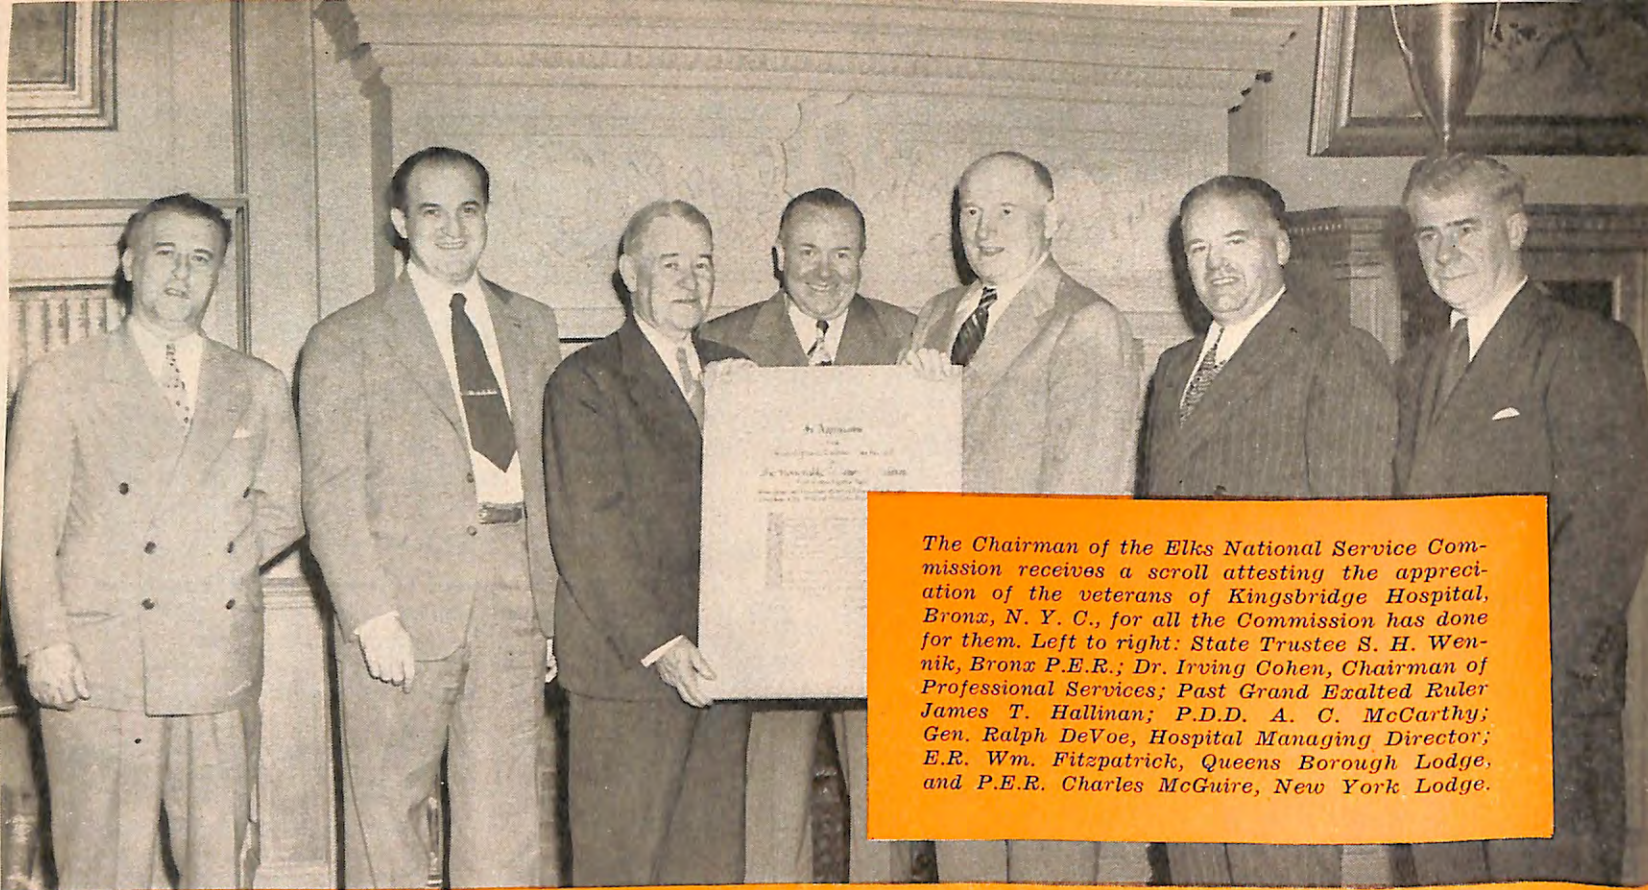 In Appreciation
The Chairman of the Elks National Service Com-
mission receives a scroll attesting the appreci-
ation of the veterans of Kingsbridge Hospital,
Bronx, N. Y. C., for all the Commission has done
for them. Left to right: State Trustee S. H. Wen-
nik, Bronx P.E.R.; Dr. Irving Cohen, Chairman of
Professional Services; Past Grand Exalted Ruler
James T. Hallinan; P.D.D. A. C. McCarthy;
Gen. Ralph DeVoe, Hospital Managing Director;
E.R. Wm. Fitzpatrick, Queens Borough Lodge,
and P.E.R. Charles McGuire, New York Lodge.